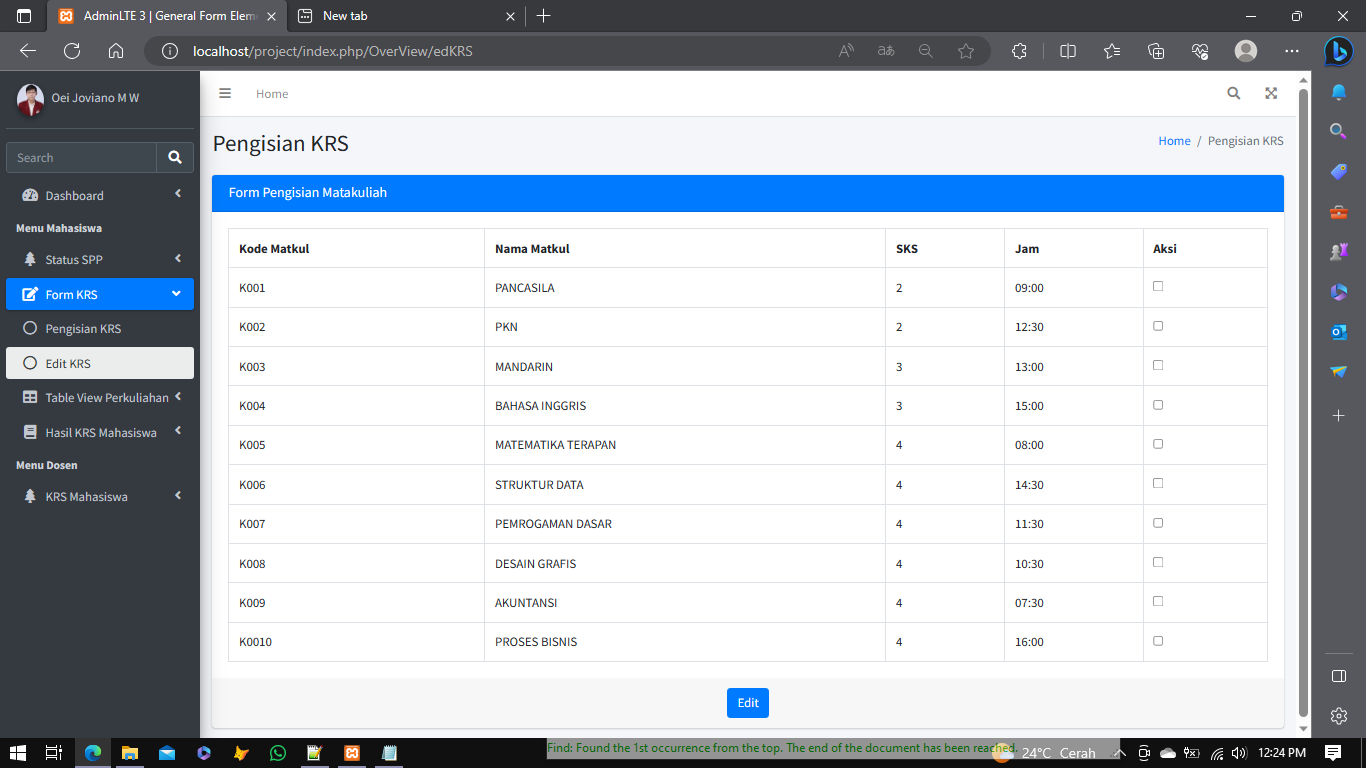 AdminLTE 3 | General Form Elem
New tab
localhost/project/index.php/OverView/edKRS
Oei Joviano M W
Home
Search
Pengisian KRS
Home / Pengisian KRS
Dashboard
Menu Mahasiswa
Status SPP
Form KRS
Pengisian KRS
Edit KRS
Table View Perkuliahan
Hasil KRS Mahasiswa
Menu Dosen
KRS Mahasiswa
Form Pengisian Matakuliah
Kode Matkul Nama Matkul SKS Jam Aksi
K001 PANCASILA 2 09:00
K002 PKN 2 12:30
K003 MANDARIN 3 13:00
K004 BAHASA INGGRIS 3 15:00
K005 MATEMATIKA TERAPAN 4 08:00
K006 STRUKTUR DATA 4 14:30
K007 PEMROGAMAN DASAR 4 11:30
K008 DESAIN GRAFIS 4 10:30
K009 AKUNTANSI 4 07:30
K0010 PROSES BISNIS 4 16:00
Edit
Find: Found the 1st occurrence from the top. The end of the document has been reached.
24°C Cerah
12:24 PM